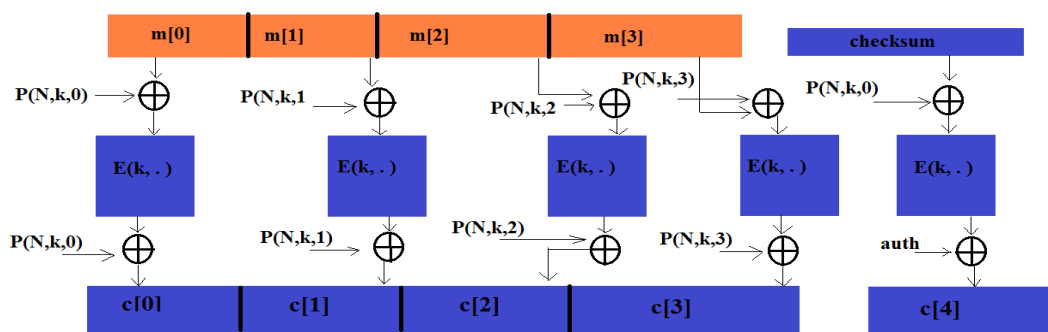 m[0] m[1] m[2] m[3] checksum
P(N,k,0) P(N,k,1 P(N,k,2 P(N,k,3) P(N,k,0)
E(k, . ) E(k, . ) E(k, . ) E(k, . ) E(k, . )
P(N,k,0) P(N,k,1) P(N,k,2) P(N,k,3) auth
c[0] c[1] c[2] c[3] c[4]